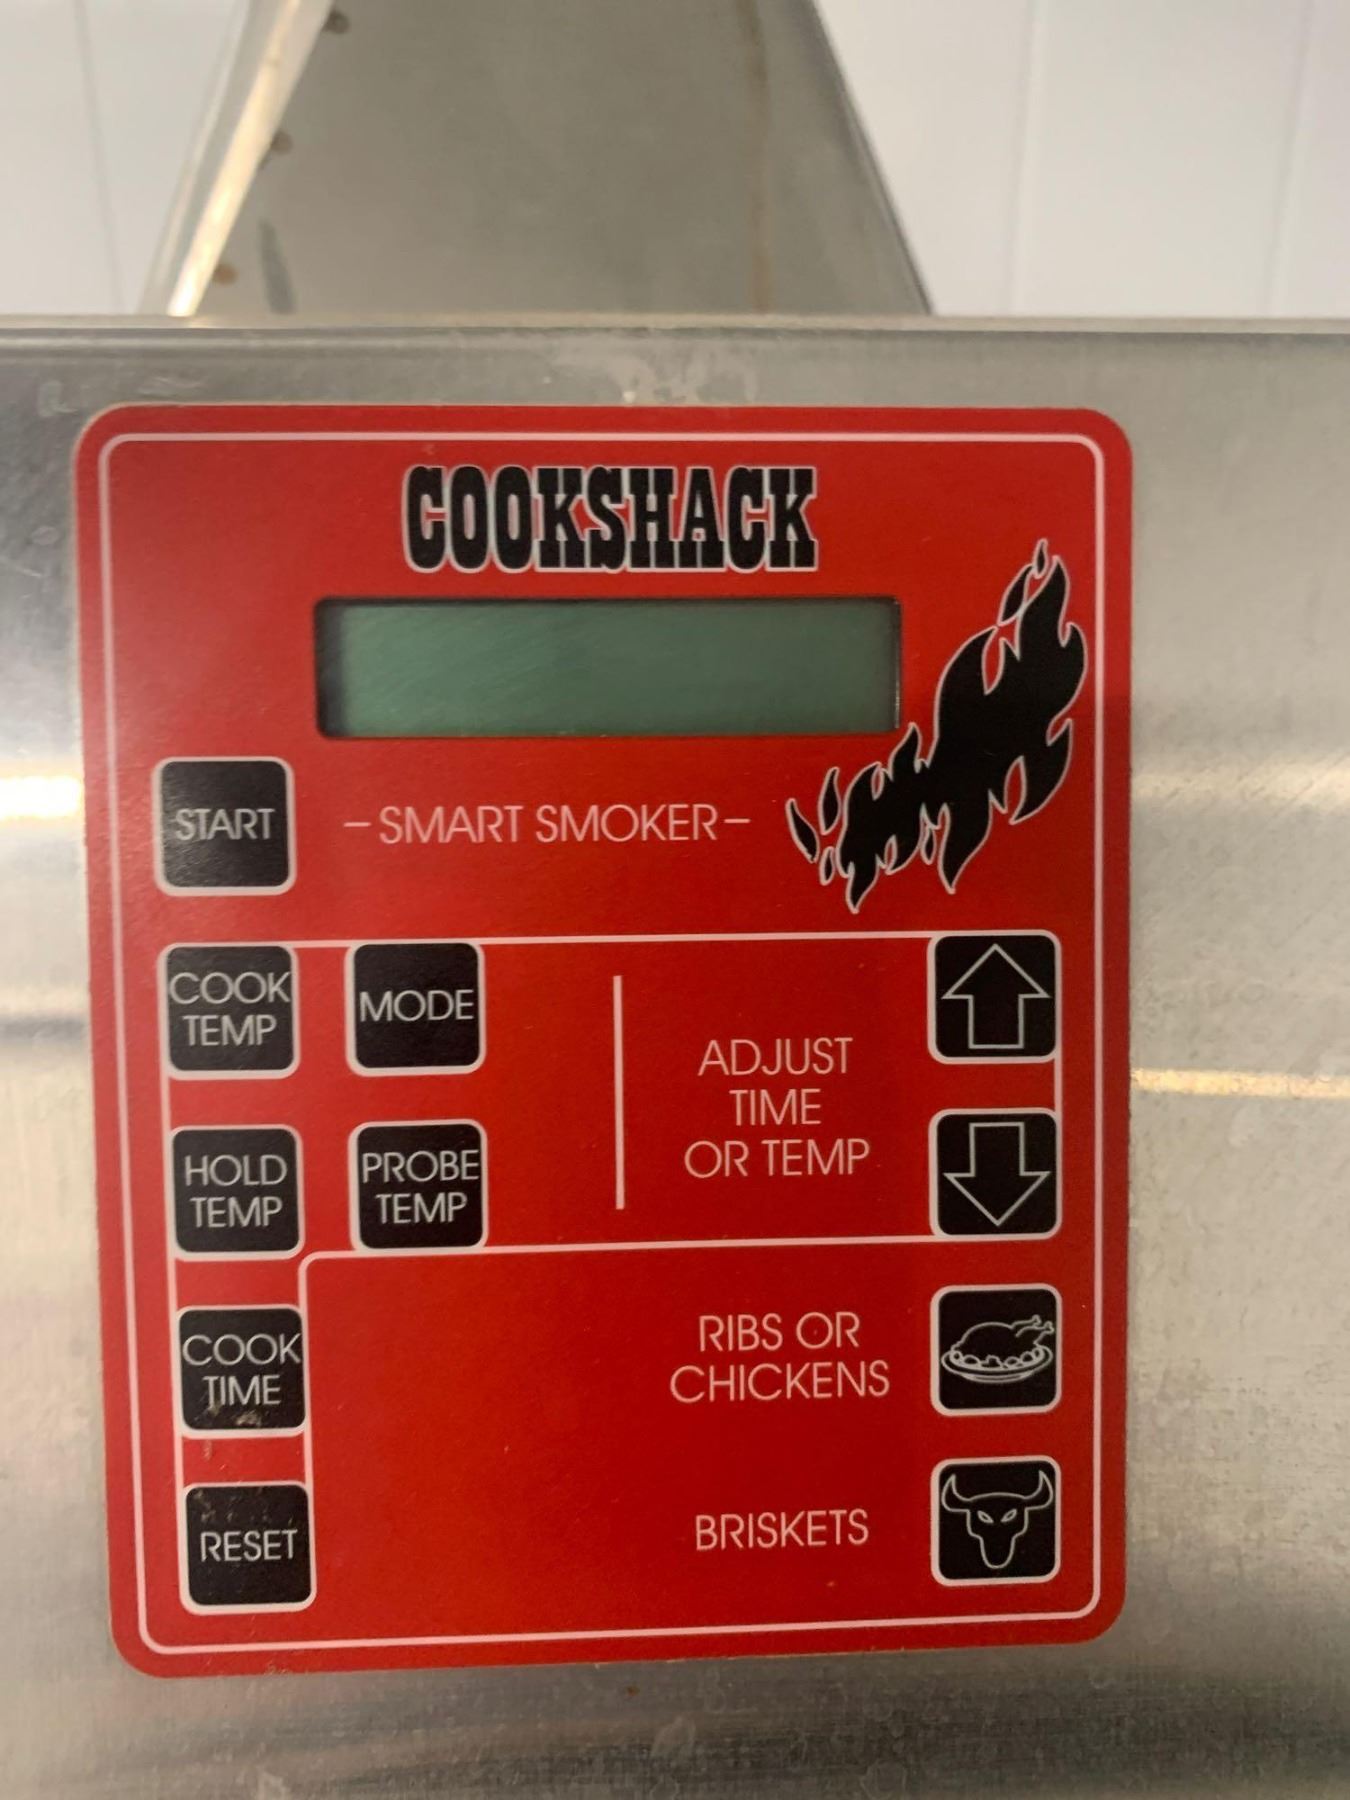 COOKSHACK
START
-SMART SMOKER-
COOK
TEMP
MODE
ADJUST
TIME
OR TEMP
HOLD
TEMP
PROBE
TEMP
COOK
TIME
RIBS OR
CHICKENS
RESET
BRISKETS